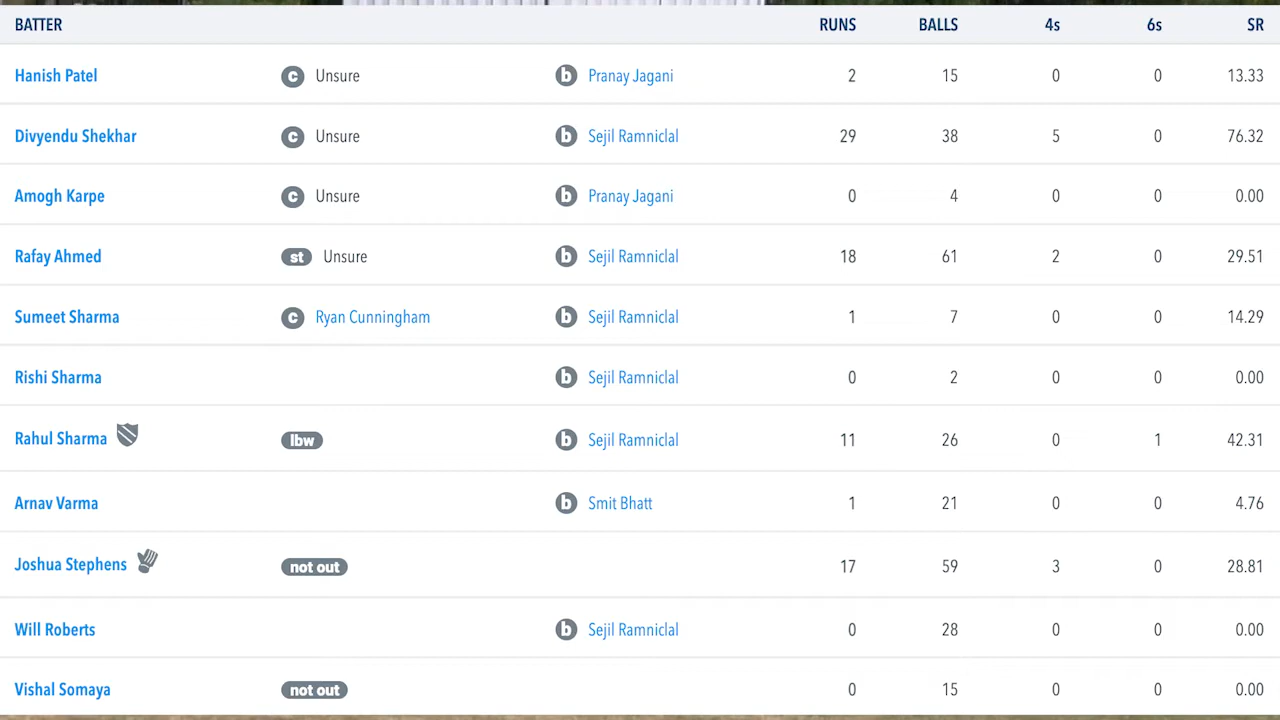 BATTER RUNS BALLS 4s 6s SR
Hanish Patel c Unsure b Pranay Jagani 2 15 0 0 13.33
Divyendu Shekhar c Unsure b Sejil Ramniclal 29 38 5 0 76.32
Amogh Karpe c Unsure b Pranay Jagani 0 4 0 0 0.00
Rafay Ahmed st Unsure b Sejil Ramniclal 18 61 2 0 29.51
Sumeet Sharma c Ryan Cunningham b Sejil Ramniclal 1 7 0 0 14.29
Rishi Sharma b Sejil Ramniclal 0 2 0 0 0.00
Rahul Sharma lbw b Sejil Ramniclal 11 26 0 1 42.31
Arnav Varma b Smit Bhatt 1 21 0 0 4.76
Joshua Stephens not out 17 59 3 0 28.81
Will Roberts b Sejil Ramniclal 0 28 0 0 0.00
Vishal Somaya not out 0 15 0 0 0.00